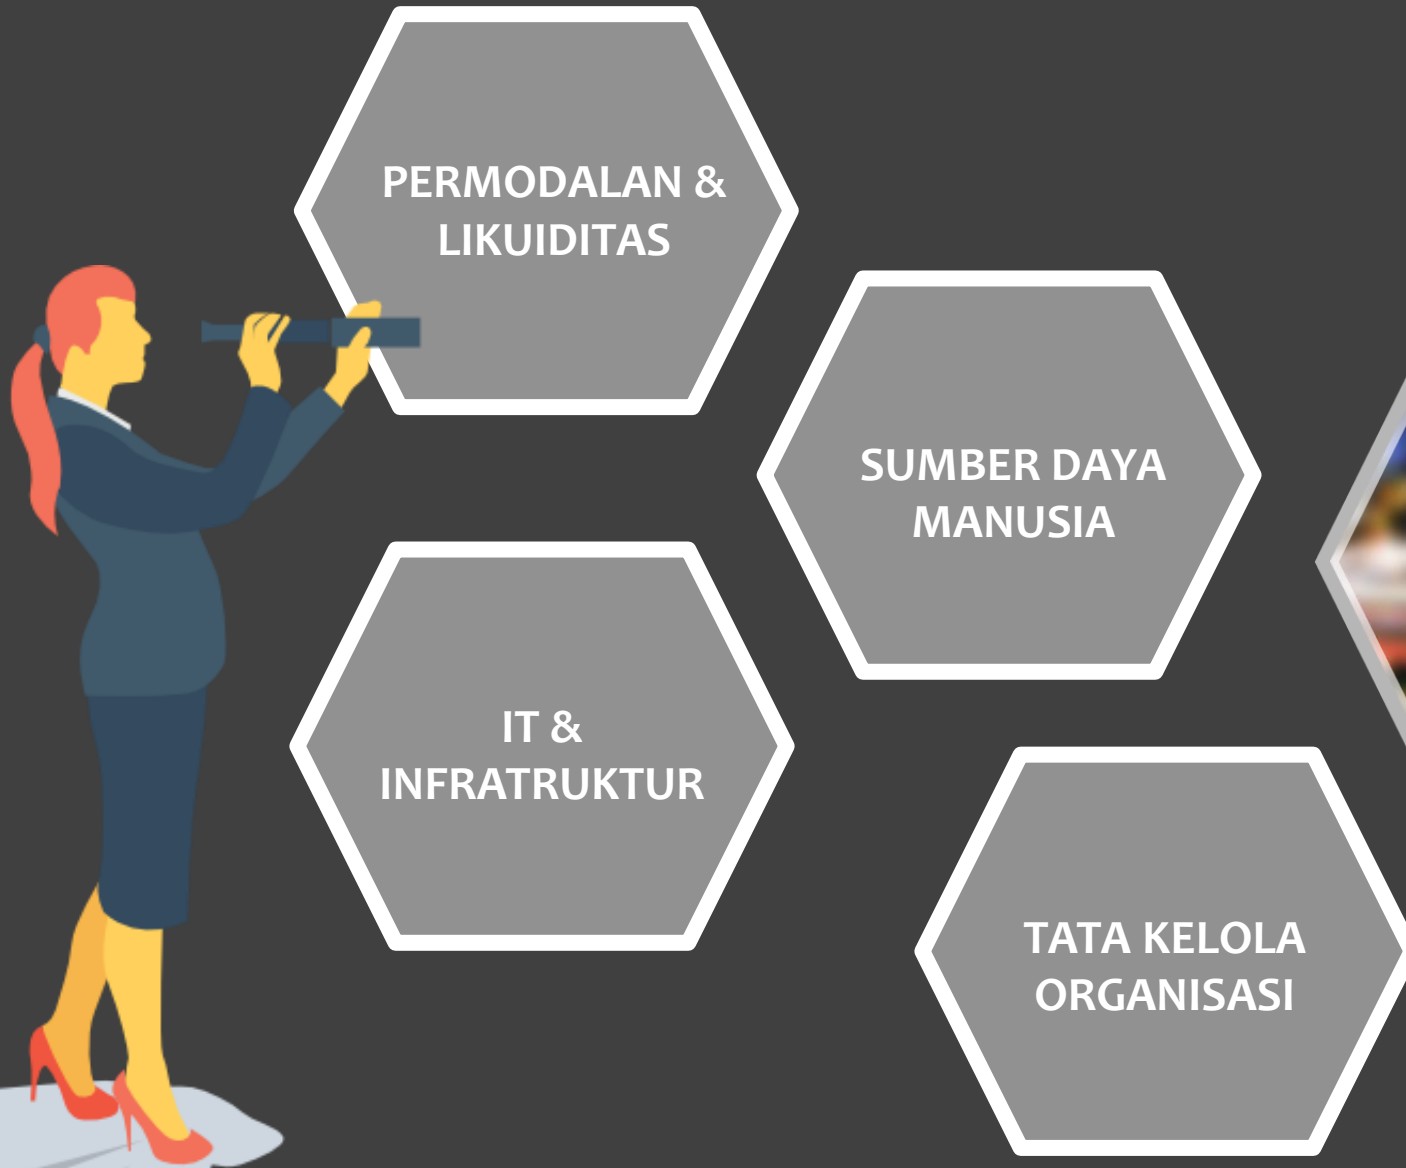 PERMODALAN &
LIKUIDITAS
SUMBER DAYA
MANUSIA
IT &
INFRATRUKTUR
TATA KELOLA
ORGANISASI